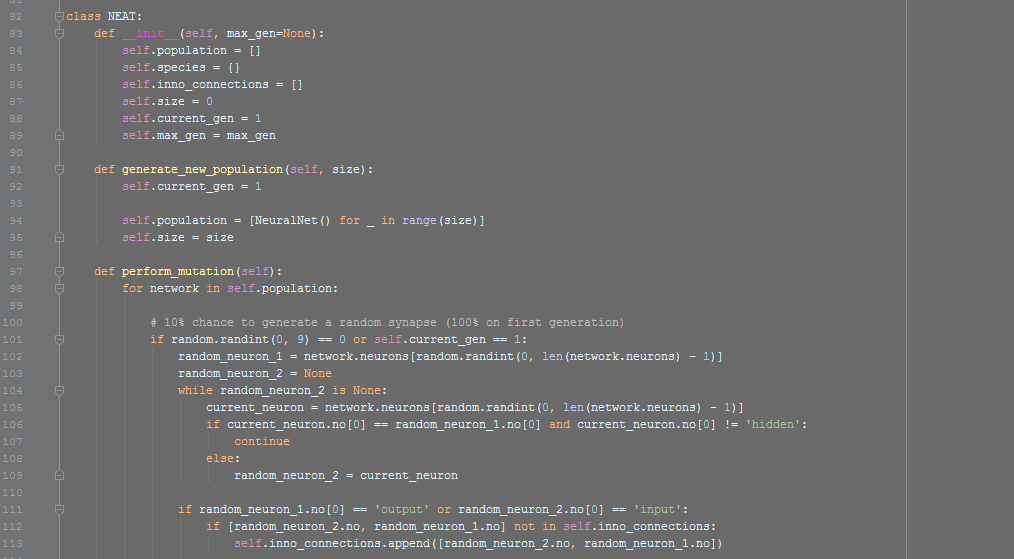 82 class NEAT:
83     def __init__(self, max_gen=None):
84         self.population = []
85         self.species = {}
86         self.inno_connections = []
87         self.size = 0
88         self.current_gen = 1
89         self.max_gen = max_gen
90
91     def generate_new_population(self, size):
92         self.current_gen = 1
93
94         self.population = [NeuralNet() for _ in range(size)]
95         self.size = size
96
97     def perform_mutation(self):
98         for network in self.population:
99
100             # 10% chance to generate a random synapse (100% on first generation)
101             if random.randint(0, 9) == 0 or self.current_gen == 1:
102                 random_neuron_1 = network.neurons[random.randint(0, len(network.neurons) - 1)]
103                 random_neuron_2 = None
104                 while random_neuron_2 is None:
105                     current_neuron = network.neurons[random.randint(0, len(network.neurons) - 1)]
106                     if current_neuron.no[0] == random_neuron_1.no[0] and current_neuron.no[0] != 'hidden':
107                         continue
108                     else:
109                         random_neuron_2 = current_neuron
110
111                 if random_neuron_1.no[0] == 'output' or random_neuron_2.no[0] == 'input':
112                     if [random_neuron_2.no, random_neuron_1.no] not in self.inno_connections:
113                         self.inno_connections.append([random_neuron_2.no, random_neuron_1.no])